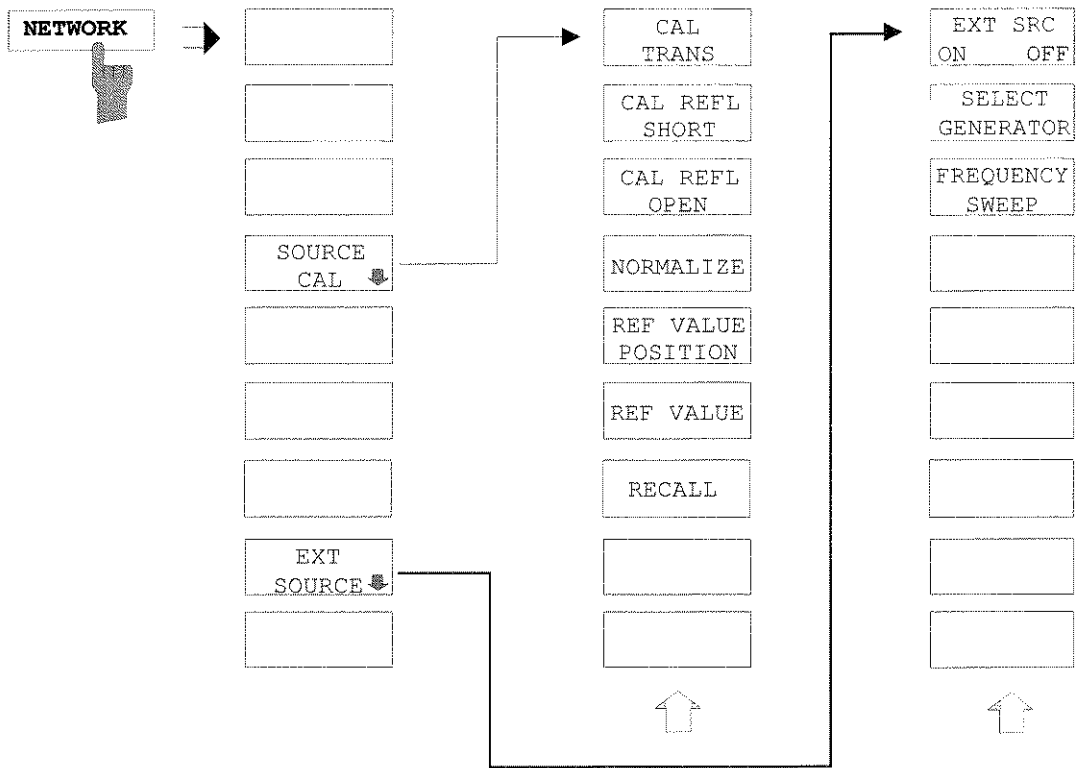 NETWORK
SOURCE
CAL
EXT
SOURCE
CAL
TRANS
CAL REFL
SHORT
CAL REFL
OPEN
NORMALIZE
REF VALUE
POSITION
REF VALUE
RECALL
EXT SRC
ON OFF
SELECT
GENERATOR
FREQUENCY
SWEEP